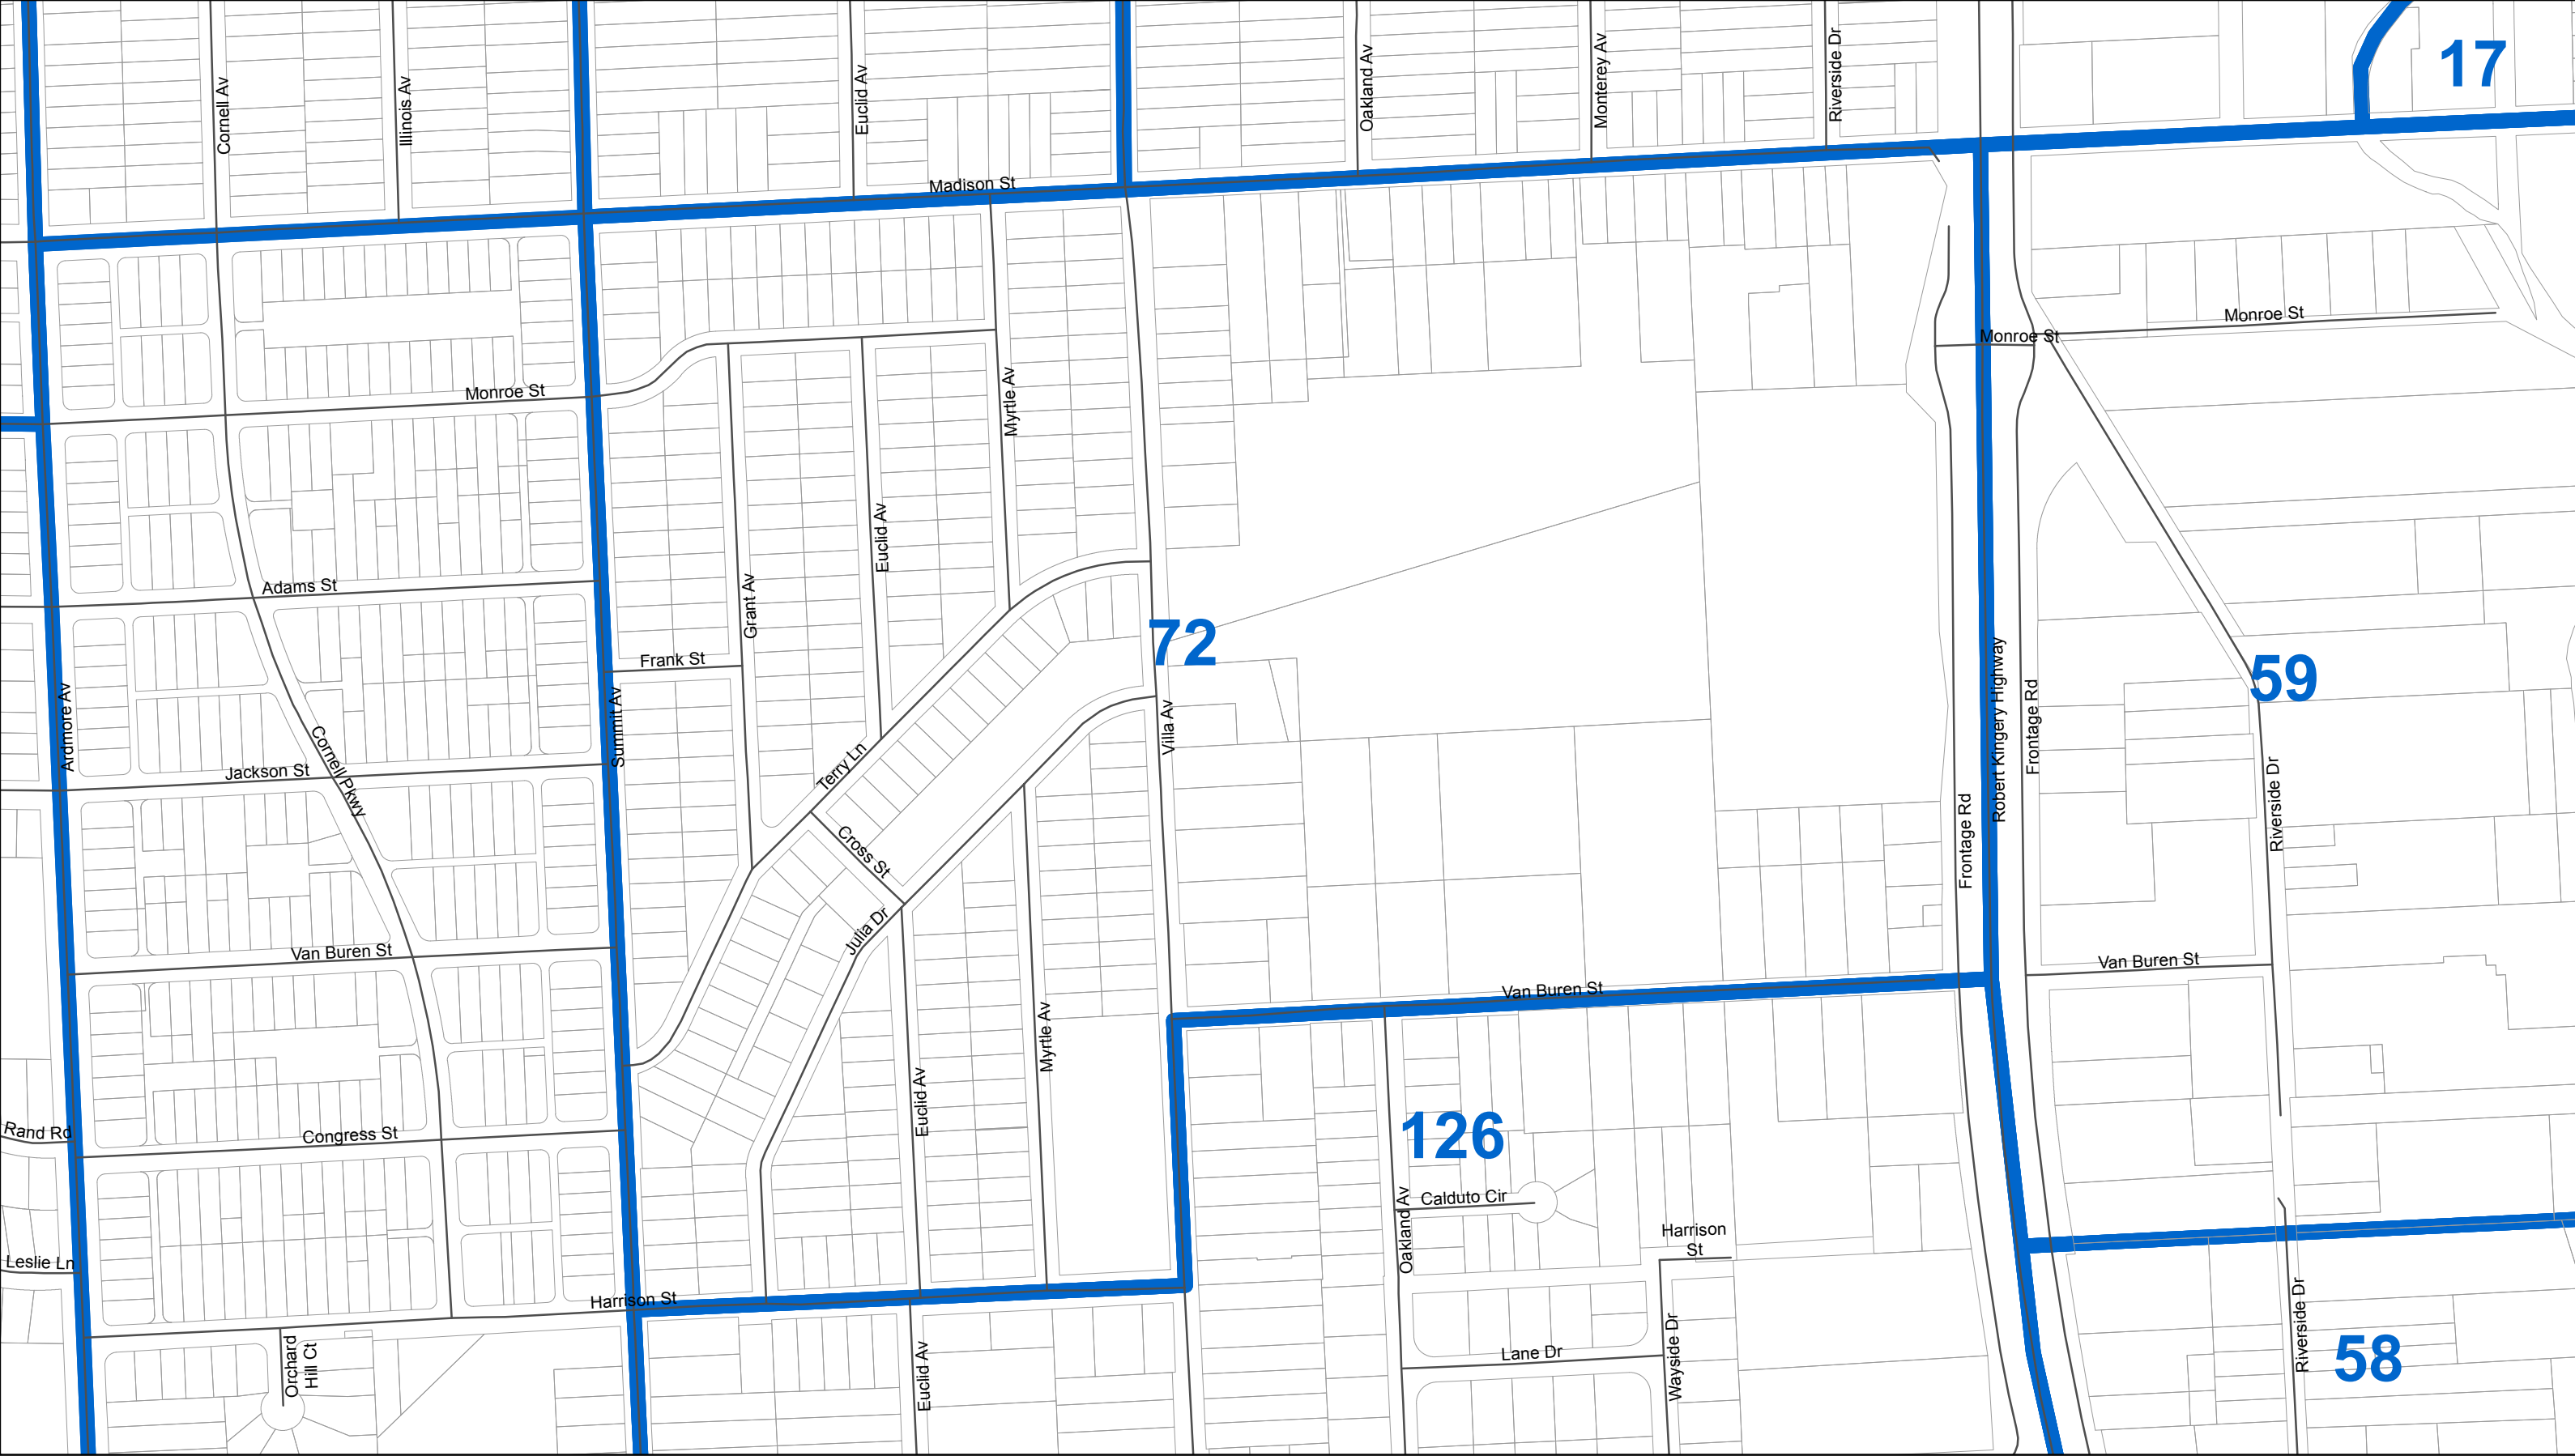 17
Cornell Av
Illinois Av
Euclid Av
Oakland Av
Monterey Av
Riverside Dr
Madison St
Monroe St
Monroe St
Monroe St
Myrtle Av
Euclid Av
Adams St
Grant Av
Frank St
72
59
Ardmore Av
Summit Av
Villa Av
Robert Kingery Highway
Frontage Rd
Jackson St
Cornell Pkwy
Terry Ln
Riverside Dr
Frontage Rd
Cross St
Julia Dr
Van Buren St
Van Buren St
Van Buren St
Myrtle Av
Euclid Av
Rand Rd
Congress St
126
Calduto Cir
Oakland Av
Harrison
St
Leslie Ln
Harrison St
Riverside Dr
Orchard
Hill Ct
Euclid Av
Lane Dr
Wayside Dr
58